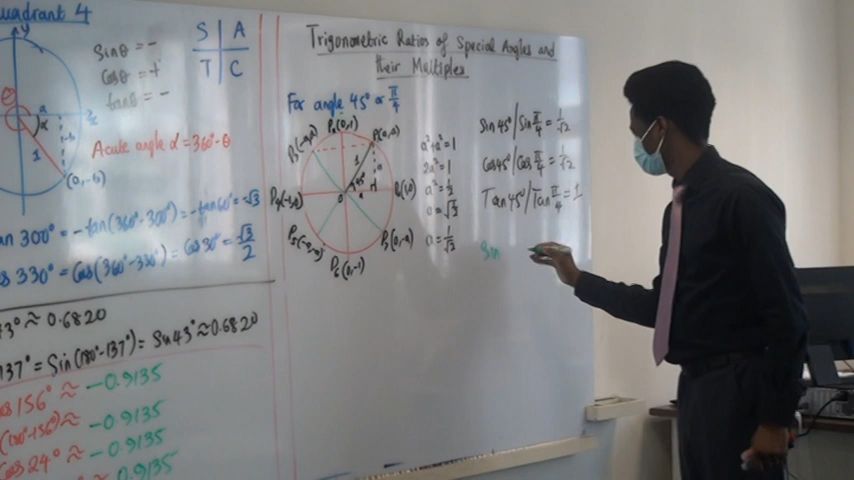 Quadrant 4
y
Sinθ = -
Cosθ = +
tanθ = -
S A
T C
θ
a
α
x
-b
1
(a,-b)
Acute angle α = 360°-θ
tan 300° = -tan(360°-300°) = -tan60° = -√3
Cos 330° = Cos(360°-330°) = Cos 30° = √3/2
43° ≈ 0.6820
137° = Sin(180°-137°) = Sin 43° ≈ 0.6820
Cos 156° ≈ -0.9135
(180°-156°) ≈ -0.9135
Cos 24° ≈ -0.9135
≈ 0.9135
Trigonometric Ratios of Special Angles and
their Multiples
For angle 45° or π/4
P2(0,1)
P3(-a,a)
P1(a,a)
1
a
45°
0
a
P4(-1,0)
P(1,0)
P5(-a,-a)
P6(0,-1)
P7(a,-a)
a²+a²=1
2a²=1
a²=1/2
a=√1/2
a=1/√2
Sin 45°/Sin π/4 = 1/√2
Cos 45°/Cos π/4 = 1/√2
Tan 45°/Tan π/4 = 1
Sin